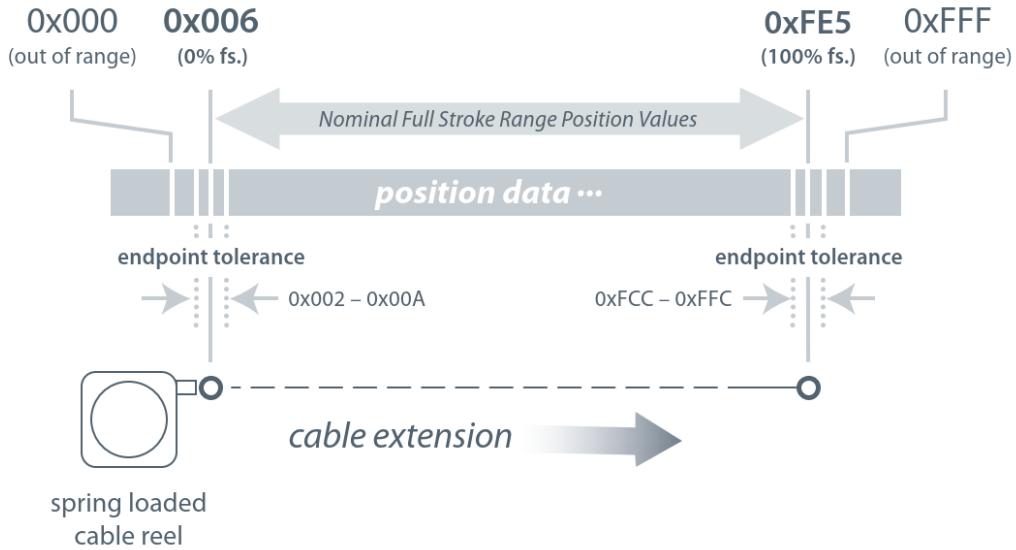 0x000
(out of range)
0x006
(0% fs.)
0xFE5
(100% fs.)
0xFFF
(out of range)
Nominal Full Stroke Range Position Values
position data ···
endpoint tolerance
0x002 – 0x00A
endpoint tolerance
0xFCC – 0xFFC
cable extension
spring loaded
cable reel